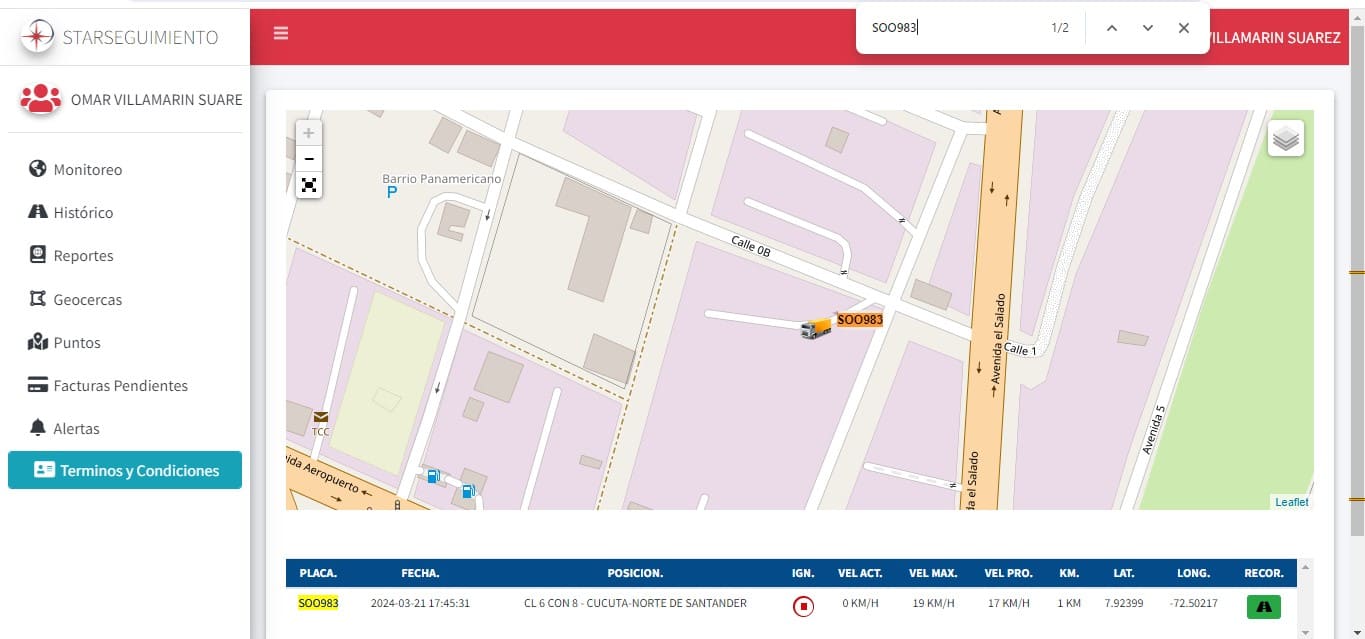 SOO983
1/2
STARSEGUIMIENTO
VILLAMARIN SUAREZ
OMAR VILLAMARIN SUARE
Monitoreo
Histórico
Reportes
Geocercas
Puntos
Facturas Pendientes
Alertas
Terminos y Condiciones
+
−
Barrio Panamericano
P
Calle 0B
SOO983
Avenida el Salado
Calle 1
Avenida 5
TCC
ida Aeropuerto
da el Salado
Leaflet
PLACA. FECHA. POSICION. IGN. VEL ACT. VEL MAX. VEL PRO. KM. LAT. LONG. RECOR.
SOO983 2024-03-21 17:45:31 CL 6 CON 8 - CUCUTA-NORTE DE SANTANDER 0 KM/H 19 KM/H 17 KM/H 1 KM 7.92399 -72.50217